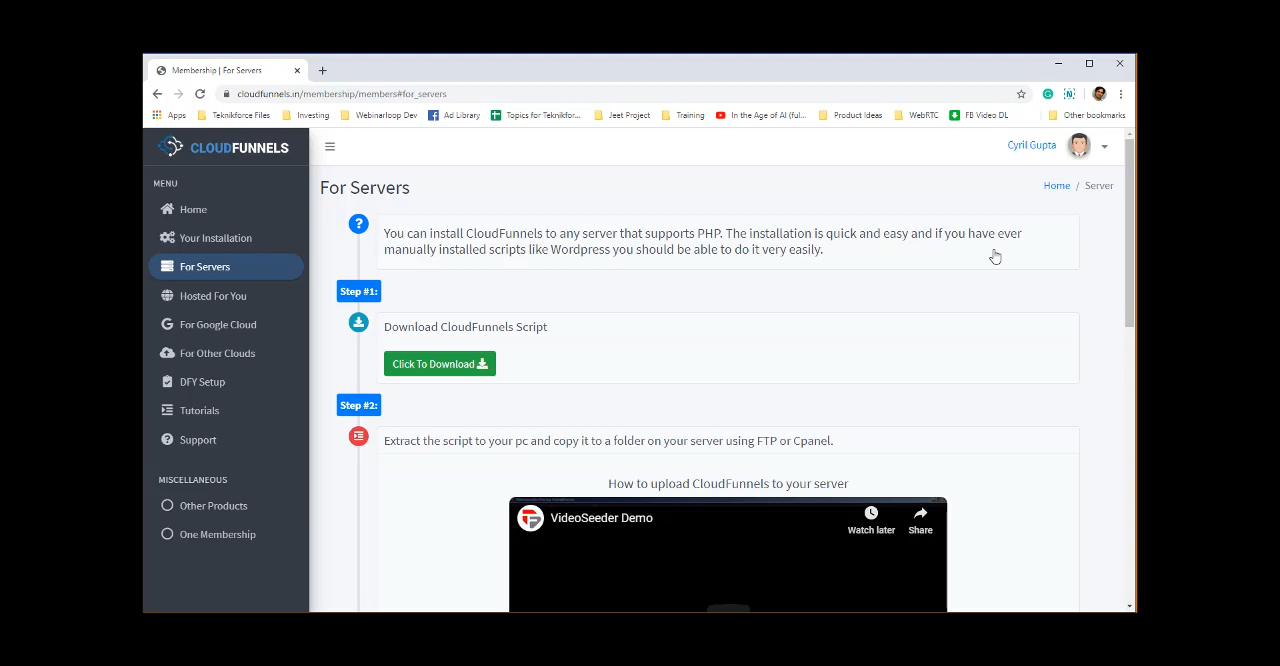 Membership | For Servers
cloudfunnels.in/membership/members#for_servers
Apps Teknikforce Files Investing Webinarloop Dev Ad Library Topics for Teknikfor... Jeet Project Training In the Age of AI (ful... Product Ideas WebRTC FB Video DL Other bookmarks
CLOUDFUNNELS
Cyril Gupta
MENU
Home
Your Installation
For Servers
Hosted For You
For Google Cloud
For Other Clouds
DFY Setup
Tutorials
Support
MISCELLANEOUS
Other Products
One Membership
For Servers
Home / Server
You can install CloudFunnels to any server that supports PHP. The installation is quick and easy and if you have ever
manually installed scripts like Wordpress you should be able to do it very easily.
Step #1:
Download CloudFunnels Script
Click To Download
Step #2:
Extract the script to your pc and copy it to a folder on your server using FTP or Cpanel.
How to upload CloudFunnels to your server
VideoSeeder Demo
Watch later
Share